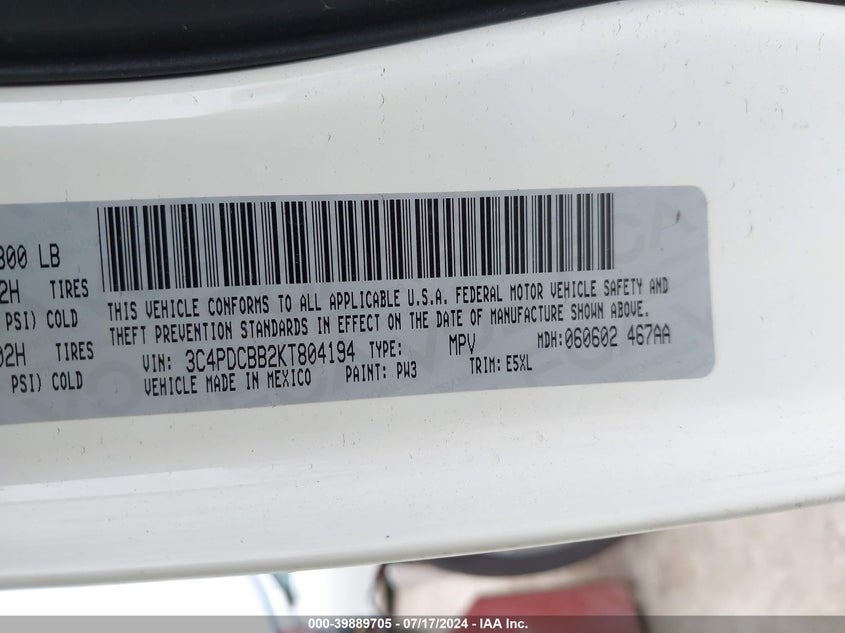 800 LB
2H TIRES
PSI) COLD
02H TIRES
PSI) COLD
THIS VEHICLE CONFORMS TO ALL APPLICABLE U.S.A. FEDERAL MOTOR VEHICLE SAFETY AND
THEFT PREVENTION STANDARDS IN EFFECT ON THE DATE OF MANUFACTURE SHOWN ABOVE.
VIN: 3C4PDCBB2KT804194 TYPE: MPV MDH:060602 467AA
VEHICLE MADE IN MEXICO PAINT: PW3 TRIM: E5XL
000-39889705 - 07/17/2024 - IAA Inc.